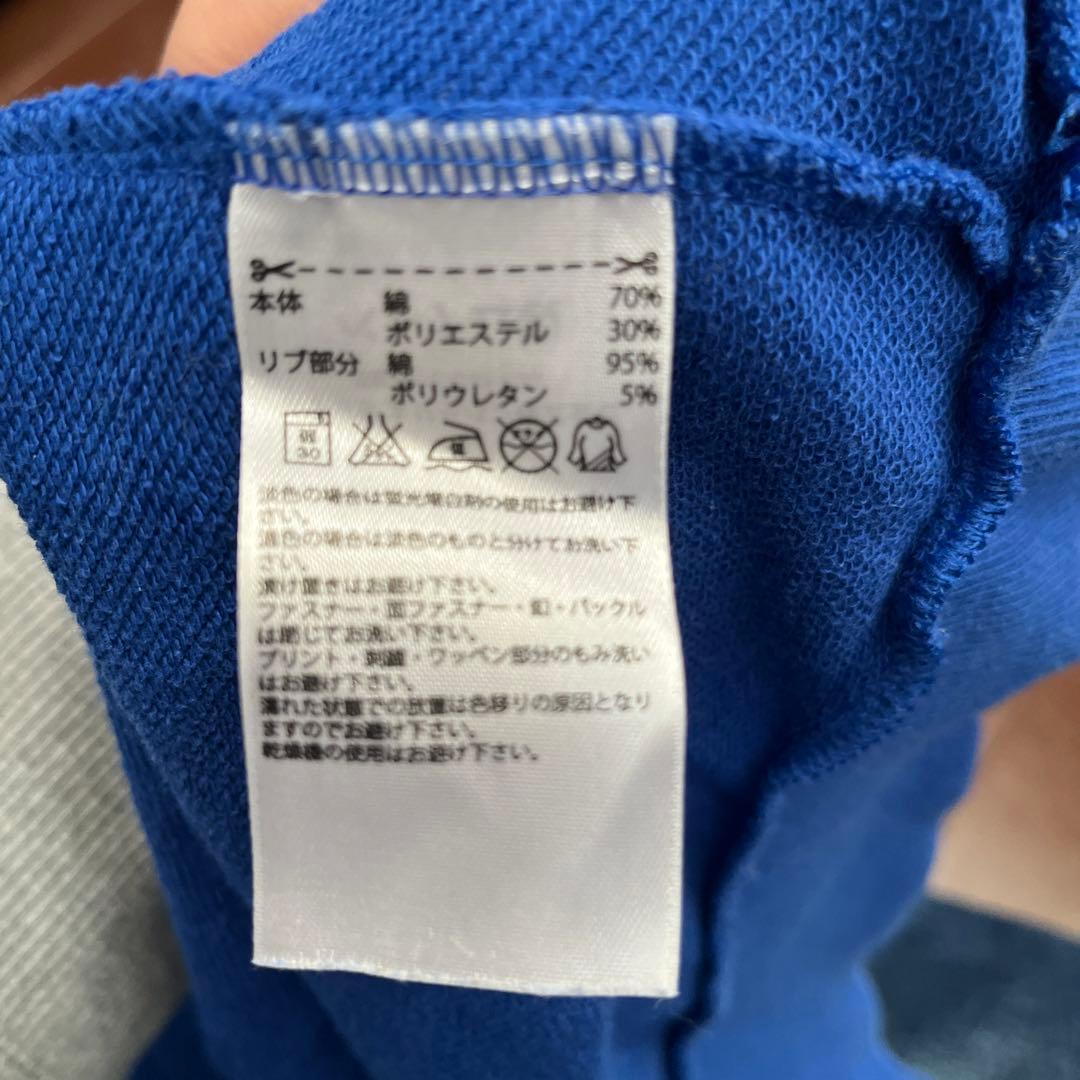 本体 綿 70%
ポリエステル 30%
リブ部分 綿 95%
ポリウレタン 5%
弱 30
淡色の場合は蛍光増白剤の使用はお避け下
さい。
濃色の場合は淡色のものと分けてお洗い下
さい。
漬け置きはお避け下さい。
ファスナー・面ファスナー・釦・バックル
は閉じてお洗い下さい。
プリント・刺繍・ワッペン部分のもみ洗い
はお避け下さい。
濡れた状態での放置は色移りの原因となり
ますのでお避け下さい。
乾燥機の使用はお避け下さい。